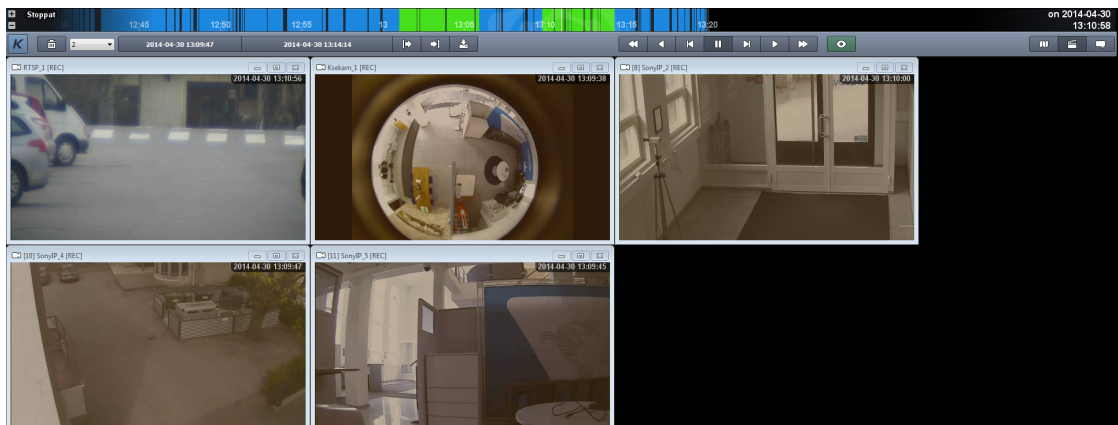 Stoppat
12:45 12:50 12:55 13 13:05 13:10 13:15 13:20
on 2014-04-30
13:10:58
K 2 2014-04-30 13:09:47 2014-04-30 13:14:14
RTSP_1 [REC]
2014-04-30 13:10:56
Ksekam_1 [REC]
2014-04-30 13:09:38
[8] SonyIP_2 [REC]
2014-04-30 13:10:00
[10] SonyIP_4 [REC]
2014-04-30 13:09:47
[11] SonyIP_5 [REC]
2014-04-30 13:09:45